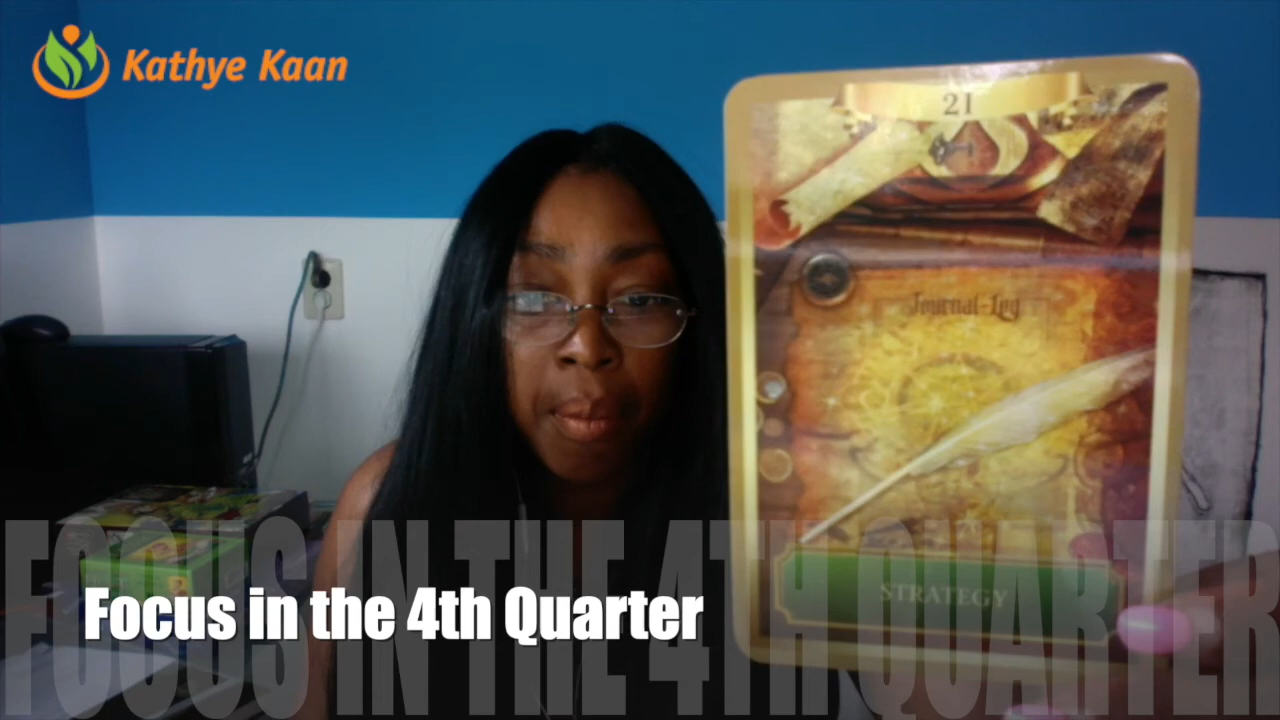 Kathye Kaan
21
Journal-Log
STRATEGY
FOCUS IN THE 4TH QUARTER
Focus in the 4th Quarter